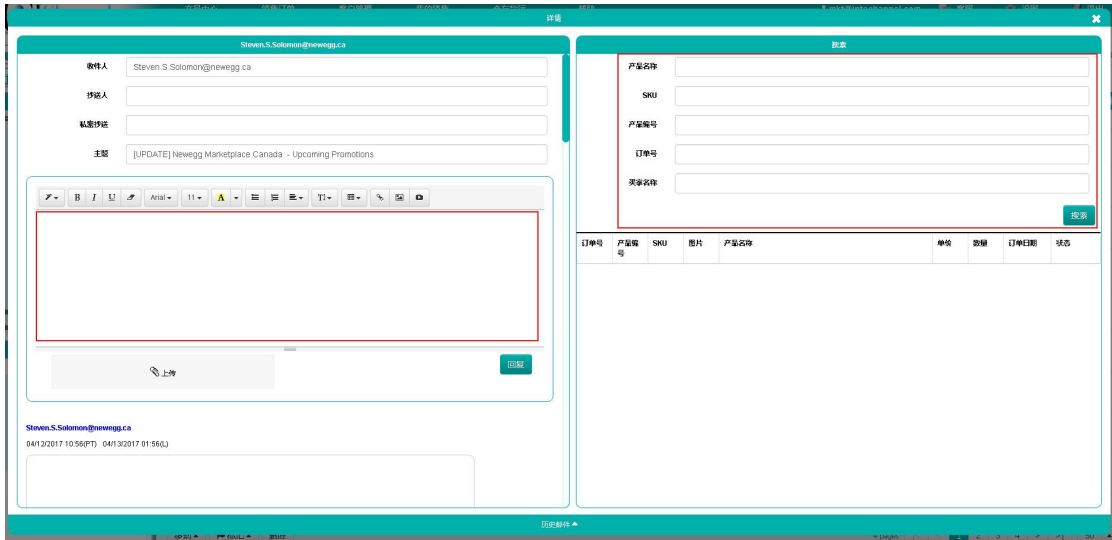 详情
Steven.S.Solomon@newegg.ca
收件人 Steven.S.Solomon@newegg.ca
抄送人
私密抄送
主题 [UPDATE] Newegg Marketplace Canada - Upcoming Promotions
B I U Arial 11 A
上传
回复
Steven.S.Solomon@newegg.ca
04/12/2017 10:56(PT) 04/13/2017 01:56(L)
搜索
产品名称
SKU
产品编号
订单号
买家名称
搜索
订单号 产品编号 SKU 图片 产品名称 单价 数量 订单日期 状态
历史邮件